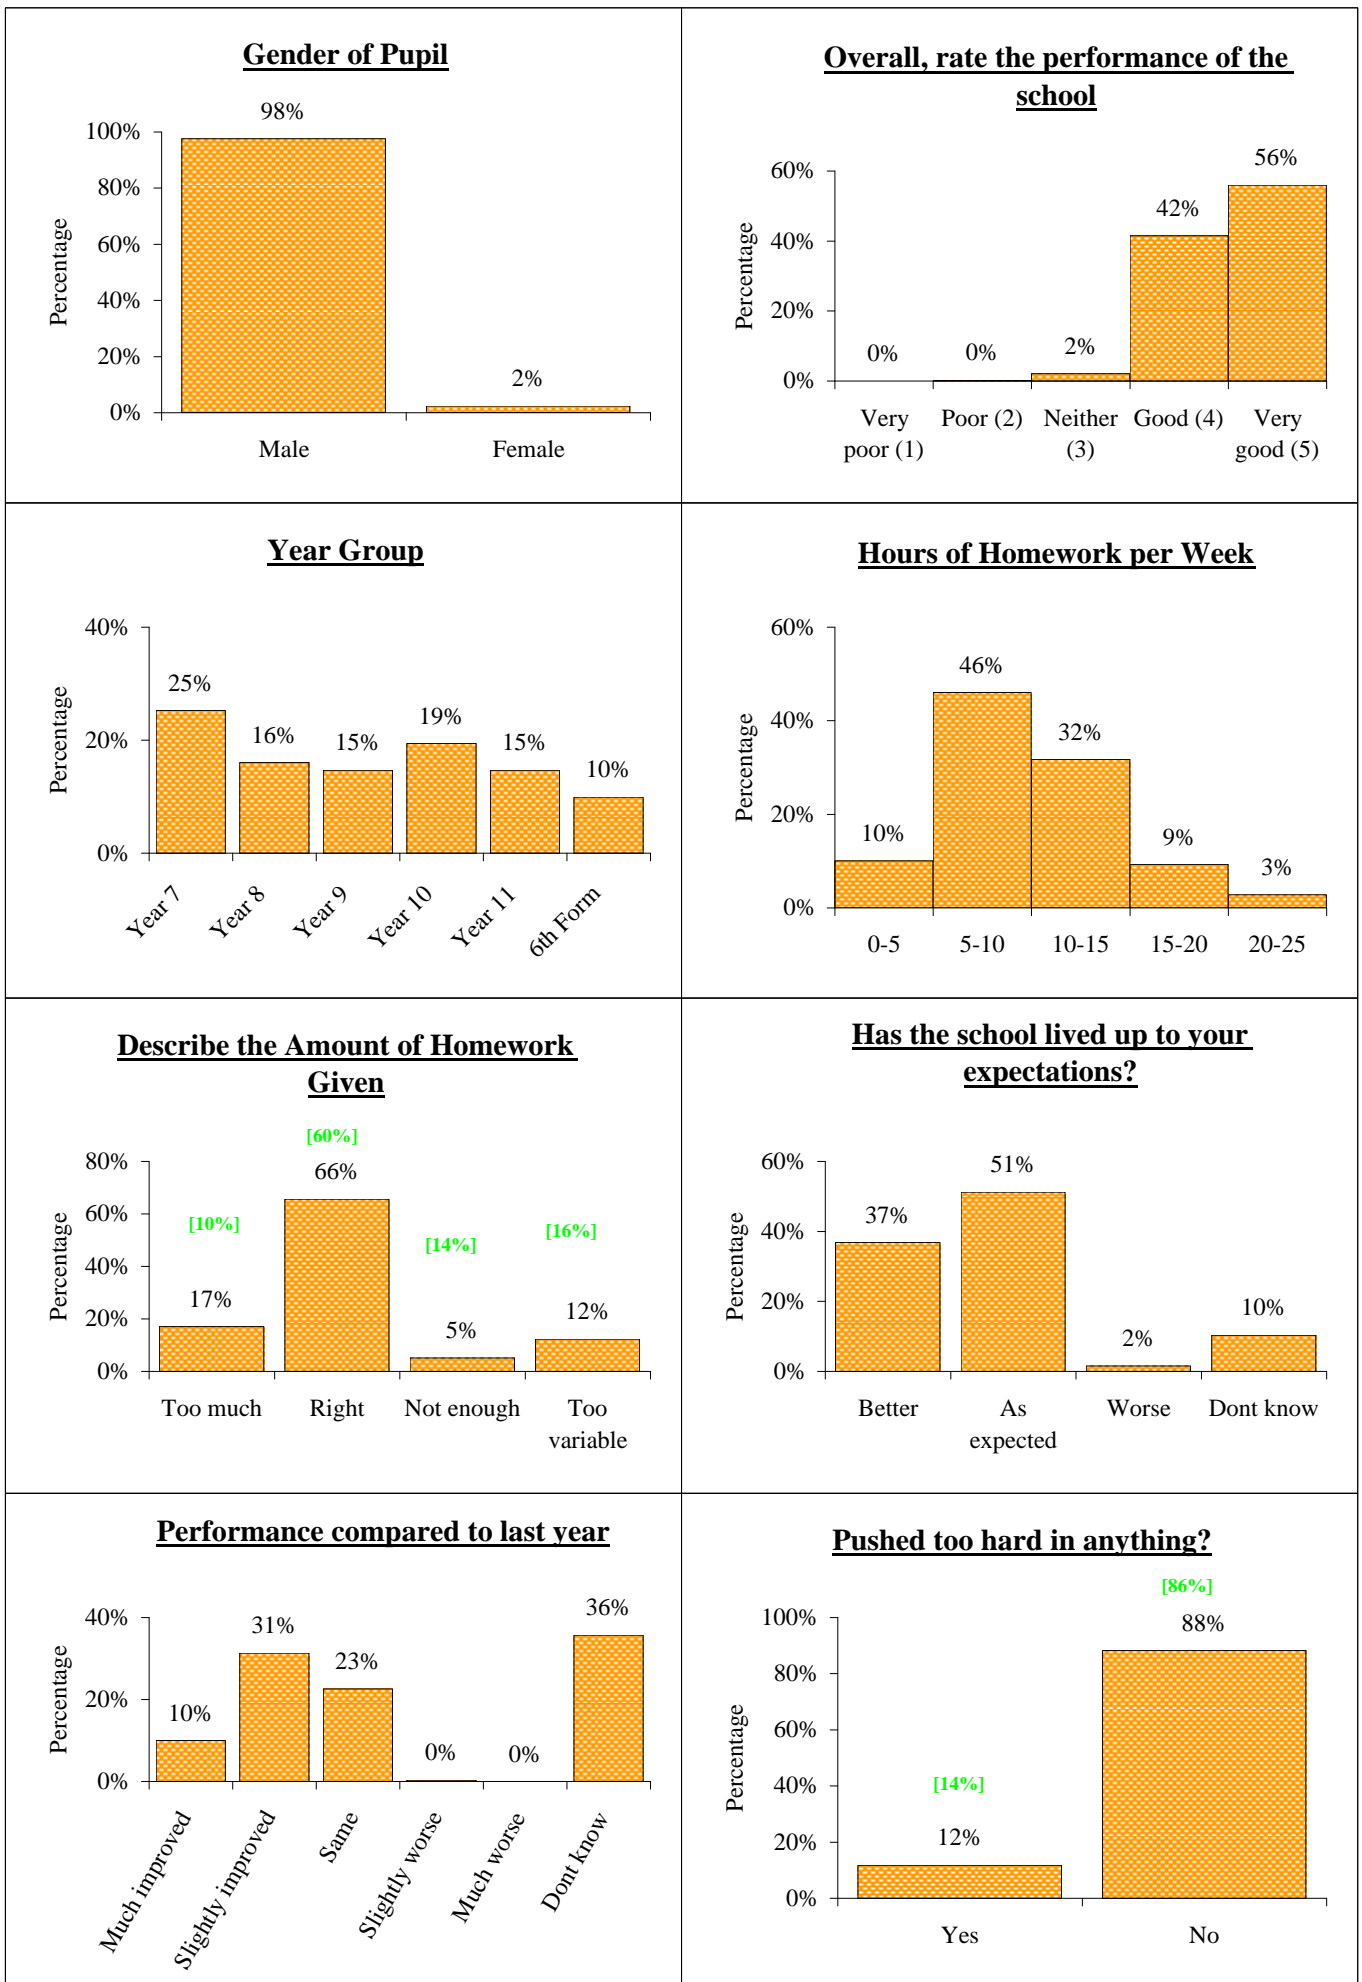 Gender of Pupil
98%
100%
80%
60%
40%
20%
0%
Percentage
2%
Male Female
Overall, rate the performance of the
school
56%
60%
42%
40%
20%
0%
Percentage
0% 0% 2%
Very Poor (2) Neither Good (4) Very
poor (1) (3) good (5)
Year Group
40%
20%
0%
Percentage
25%
16%
15%
19%
15%
10%
Year 7
Year 8
Year 9
Year 10
Year 11
6th Form
Hours of Homework per Week
60%
40%
20%
0%
Percentage
10%
46%
32%
9%
3%
0-5 5-10 10-15 15-20 20-25
Describe the Amount of Homework
Given
[60%]
80%
60%
40%
20%
0%
Percentage
66%
[10%]
[14%]
[16%]
17%
5%
12%
Too much Right Not enough Too
variable
Has the school lived up to your
expectations?
60%
40%
20%
0%
Percentage
37%
51%
2%
10%
Better As Worse Dont know
expected
Performance compared to last year
40%
20%
0%
Percentage
10%
31%
23%
0%
0%
36%
Much improved
Slightly improved
Same
Slightly worse
Much worse
Dont know
Pushed too hard in anything?
[86%]
100%
80%
60%
40%
20%
0%
Percentage
88%
[14%]
12%
Yes No